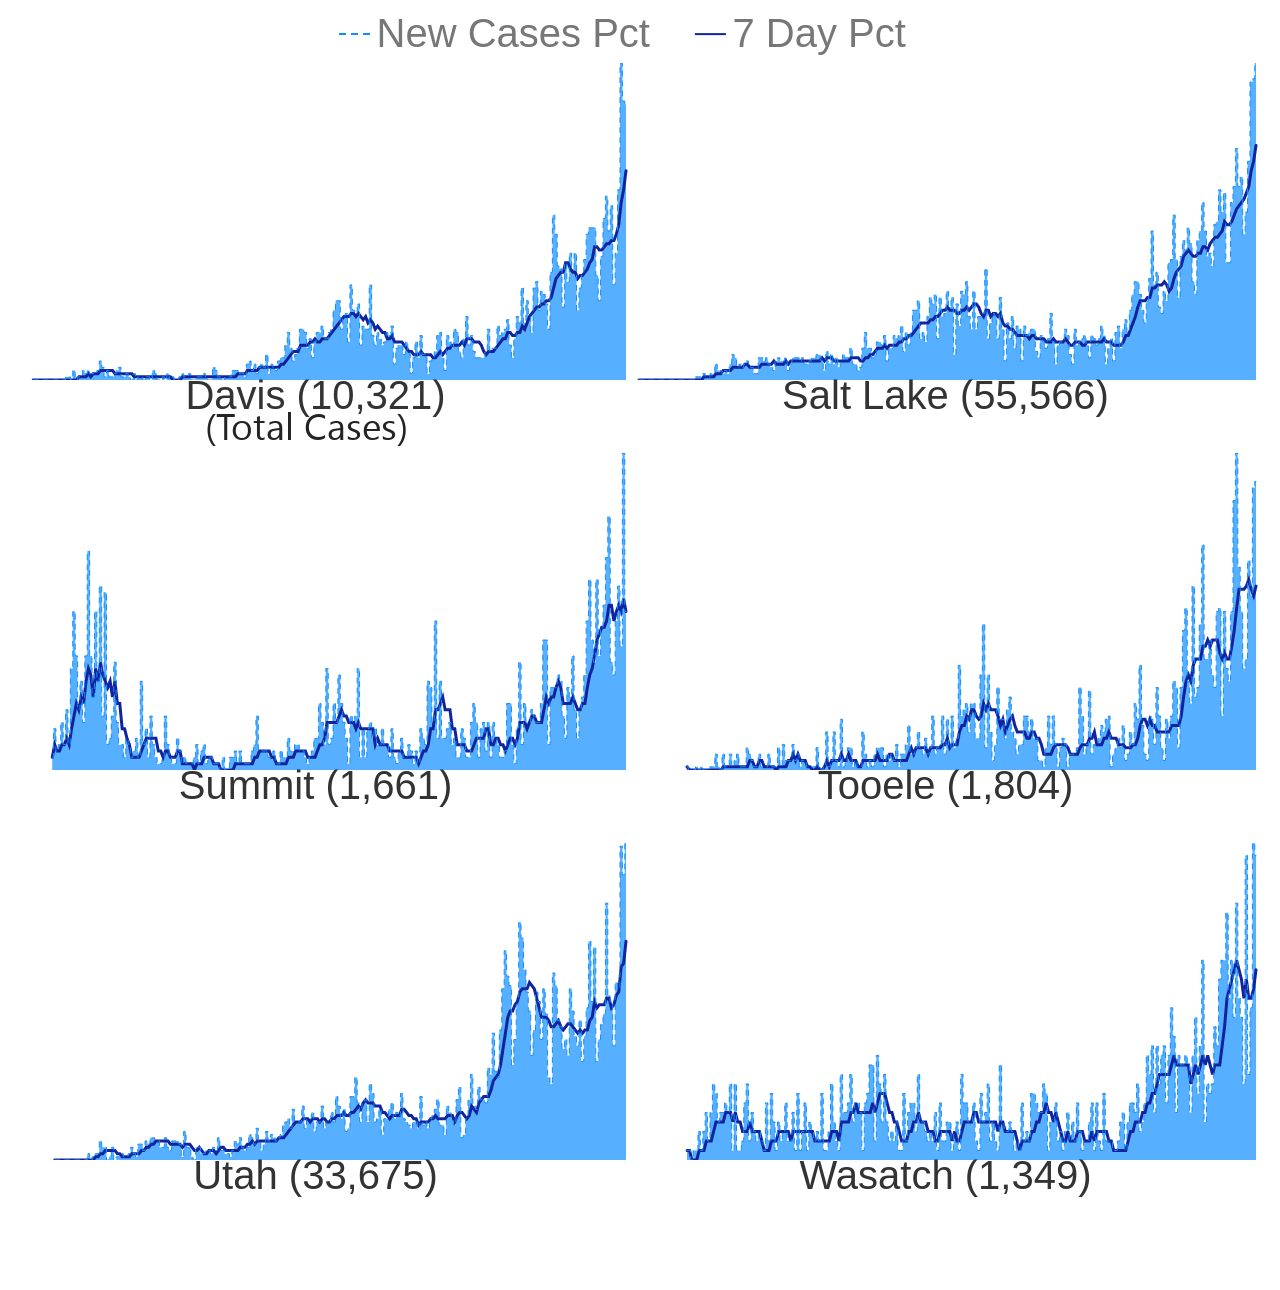 New Cases Pct 7 Day Pct
Davis (10,321) Salt Lake (55,566)
(Total Cases)
Summit (1,661) Tooele (1,804)
Utah (33,675) Wasatch (1,349)